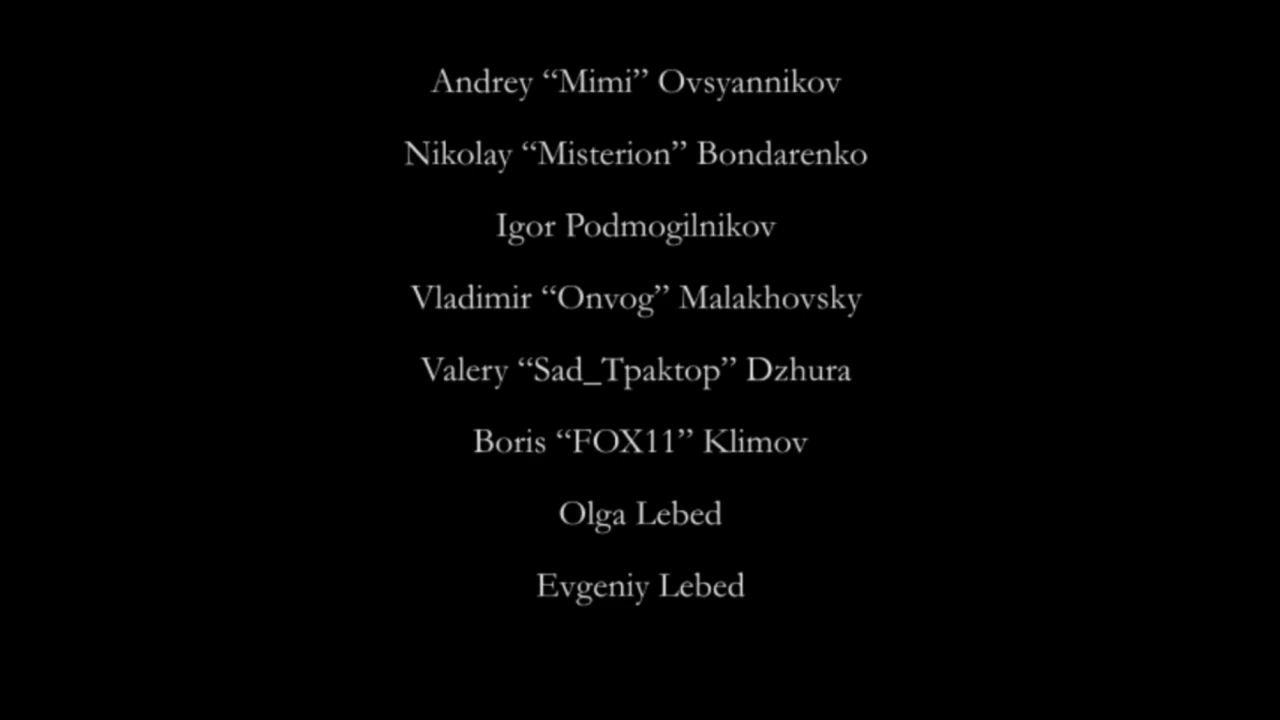 Andrey “Mimi” Ovsyannikov
Nikolay “Misterion” Bondarenko
Igor Podmogilnikov
Vladimir “Onvog” Malakhovsky
Valery “Sad_Tpaktop” Dzhura
Boris “FOX11” Klimov
Olga Lebed
Evgeniy Lebed